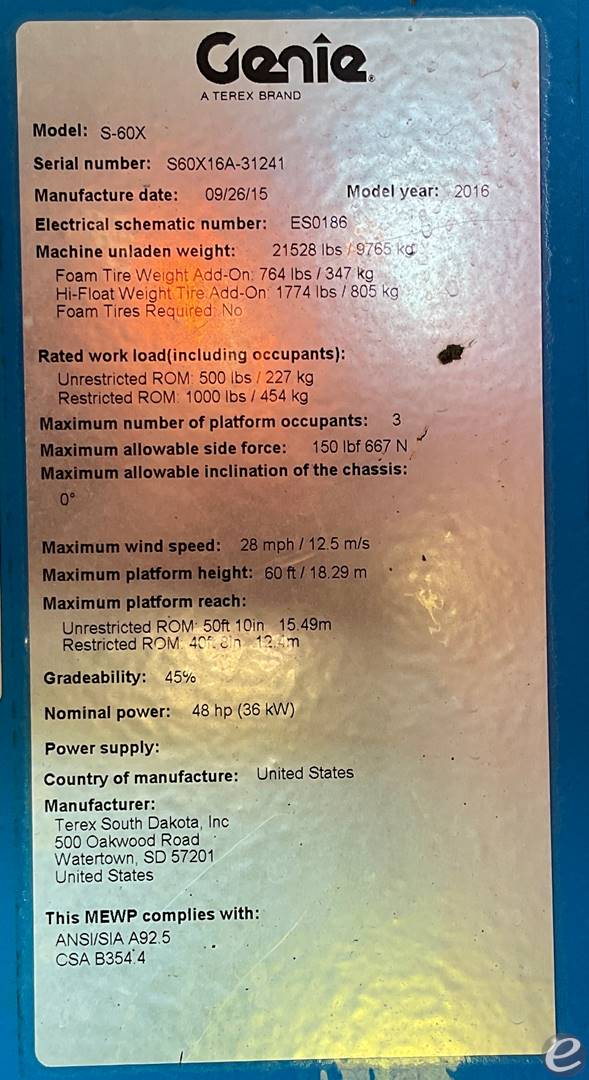 Genie
A TEREX BRAND
Model: S-60X
Serial number: S60X16A-31241
Manufacture date: 09/26/15 Model year: 2016
Electrical schematic number: ES0186
Machine unladen weight: 21528 lbs / 9765 kg
Foam Tire Weight Add-On: 764 lbs / 347 kg
Hi-Float Weight Tire Add-On: 1774 lbs / 805 kg
Foam Tires Required: No
Rated work load(including occupants):
Unrestricted ROM: 500 lbs / 227 kg
Restricted ROM: 1000 lbs / 454 kg
Maximum number of platform occupants: 3
Maximum allowable side force: 150 lbf 667 N
Maximum allowable inclination of the chassis:
0°
Maximum wind speed: 28 mph / 12.5 m/s
Maximum platform height: 60 ft / 18.29 m
Maximum platform reach:
Unrestricted ROM: 50ft 10in 15.49m
Restricted ROM: 40ft 8in 12.4m
Gradeability: 45%
Nominal power: 48 hp (36 kW)
Power supply:
Country of manufacture: United States
Manufacturer:
Terex South Dakota, Inc
500 Oakwood Road
Watertown, SD 57201
United States
This MEWP complies with:
ANSI/SIA A92.5
CSA B354.4
e